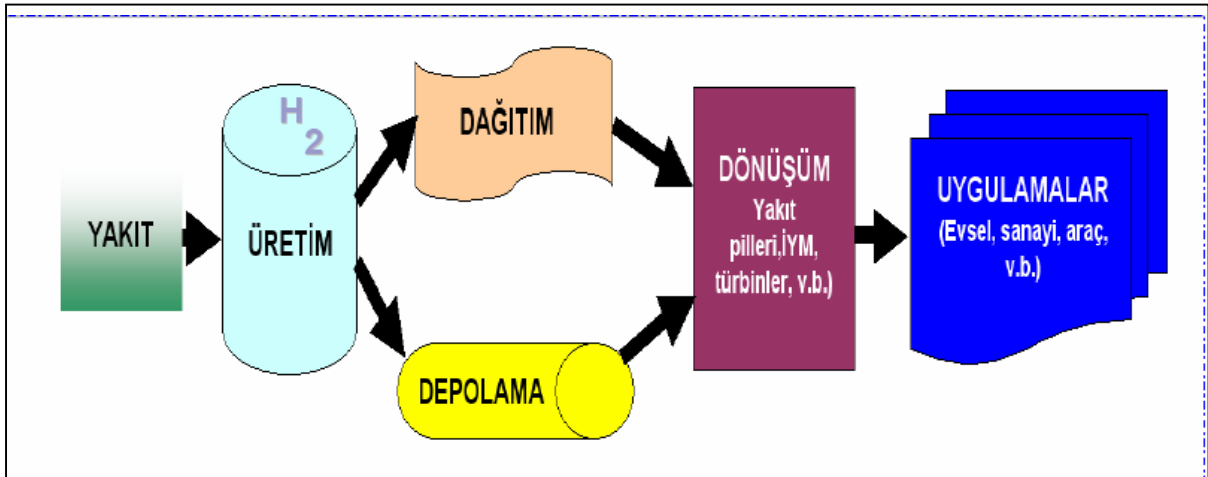 YAKIT
H
2
ÜRETİM
DAĞITIM
DEPOLAMA
DÖNÜŞÜM
Yakıt
pilleri,İYM,
türbinler, v.b.)
UYGULAMALAR
(Evsel, sanayi, araç,
v.b.)